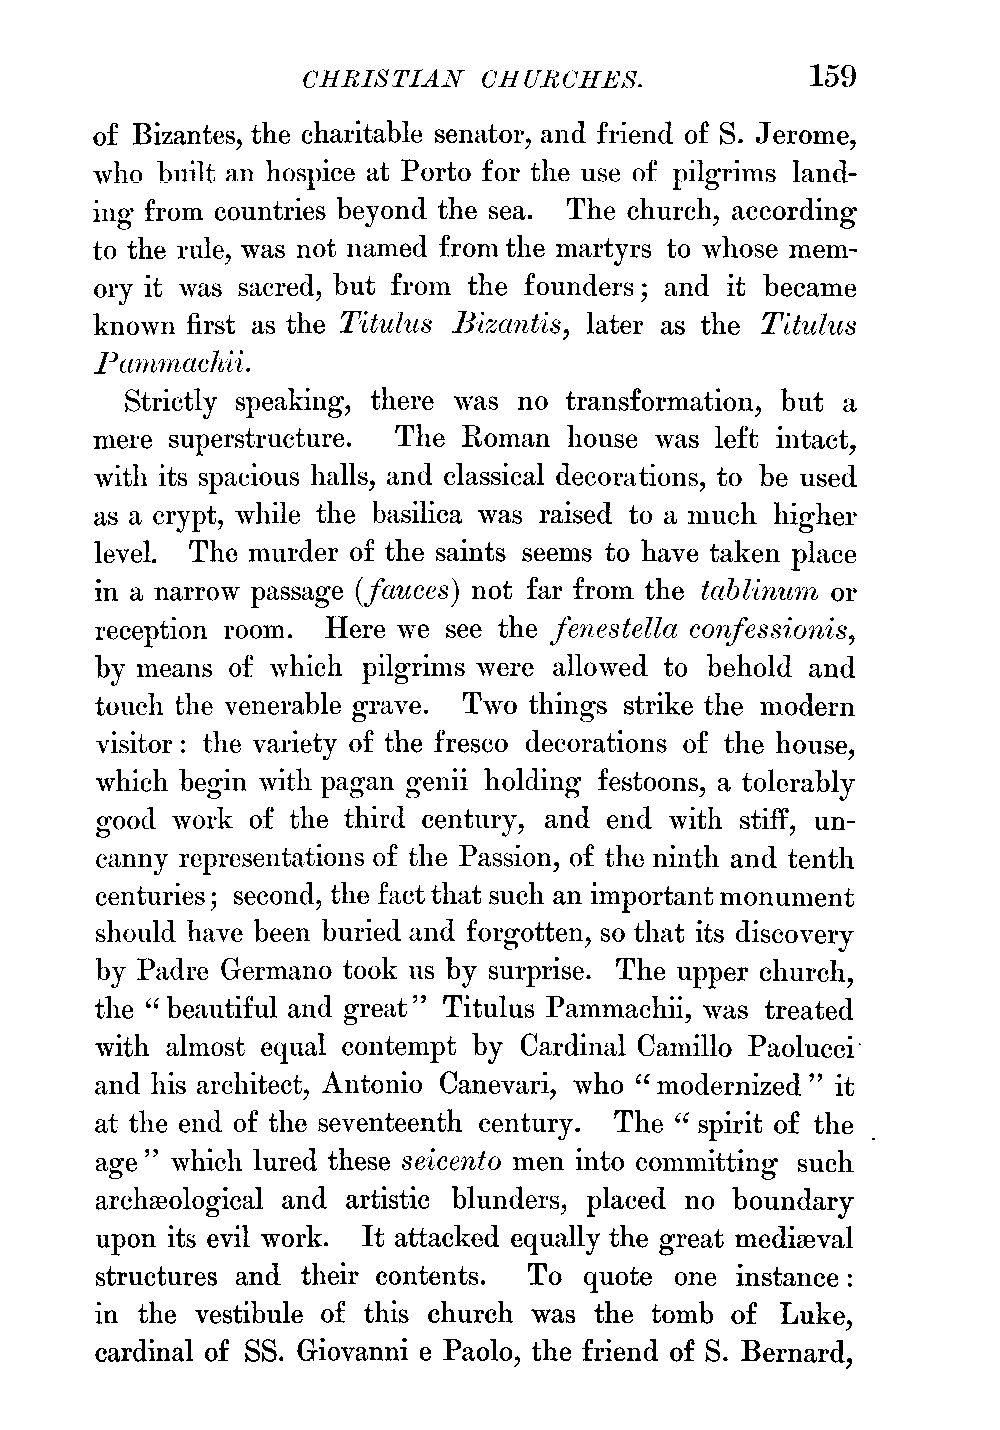 CHRISTIAN CHURCHES. 159
of Bizantes, the charitable senator, and friend of S. Jerome,
who built an hospice at Porto for the use of pilgrims land-
ing from countries beyond the sea. The church, according
to the rule, was not named from the martyrs to whose mem-
ory it was sacred, but from the founders; and it became
known first as the Titulus Bizantis, later as the Titulus
Pammachii.
Strictly speaking, there was no transformation, but a
mere superstructure. The Roman house was left intact,
with its spacious halls, and classical decorations, to be used
as a crypt, while the basilica was raised to a much higher
level. The murder of the saints seems to have taken place
in a narrow passage (fauces) not far from the tablinum or
reception room. Here we see the fenestella confessionis,
by means of which pilgrims were allowed to behold and
touch the venerable grave. Two things strike the modern
visitor: the variety of the fresco decorations of the house,
which begin with pagan genii holding festoons, a tolerably
good work of the third century, and end with stiff, un-
canny representations of the Passion, of the ninth and tenth
centuries; second, the fact that such an important monument
should have been buried and forgotten, so that its discovery
by Padre Germano took us by surprise. The upper church,
the "beautiful and great" Titulus Pammachii, was treated
with almost equal contempt by Cardinal Camillo Paolucci
and his architect, Antonio Canevari, who "modernized" it
at the end of the seventeenth century. The "spirit of the
age" which lured these seicento men into committing such
archæological and artistic blunders, placed no boundary
upon its evil work. It attacked equally the great mediæval
structures and their contents. To quote one instance:
in the vestibule of this church was the tomb of Luke,
cardinal of SS. Giovanni e Paolo, the friend of S. Bernard,